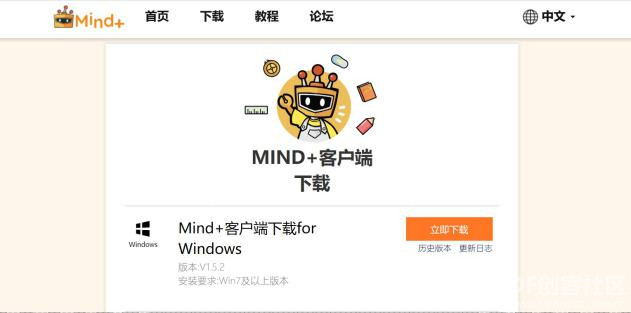 Mind+ 首页 下载 教程 论坛 中文
MIND+客户端
下载
Windows
Mind+客户端下载for
Windows
版本:V1.5.2
安装要求:Win7及以上版本
立即下载
历史版本 更新日志
创客社区